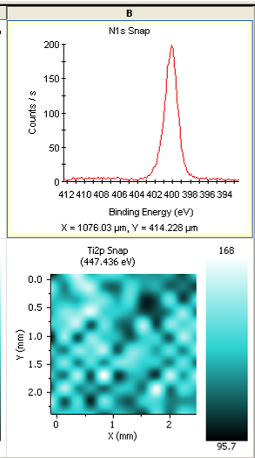 B
N1s Snap
200
150
100
50
0
Counts / s
412 410 408 406 404 402 400 398 396 394
Binding Energy (eV)
X = 1076.03 µm, Y = 414.228 µm
Ti2p Snap
(447.436 eV)
168
0.0
0.5
1.0
1.5
2.0
Y (mm)
0 1 2
X (mm)
95.7